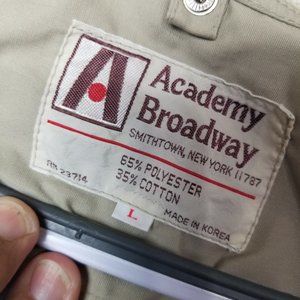 Academy
Broadway
SMITHTOWN, NEW YORK 11787
65% POLYESTER
35% COTTON
RN 23714
L
MADE IN KOREA